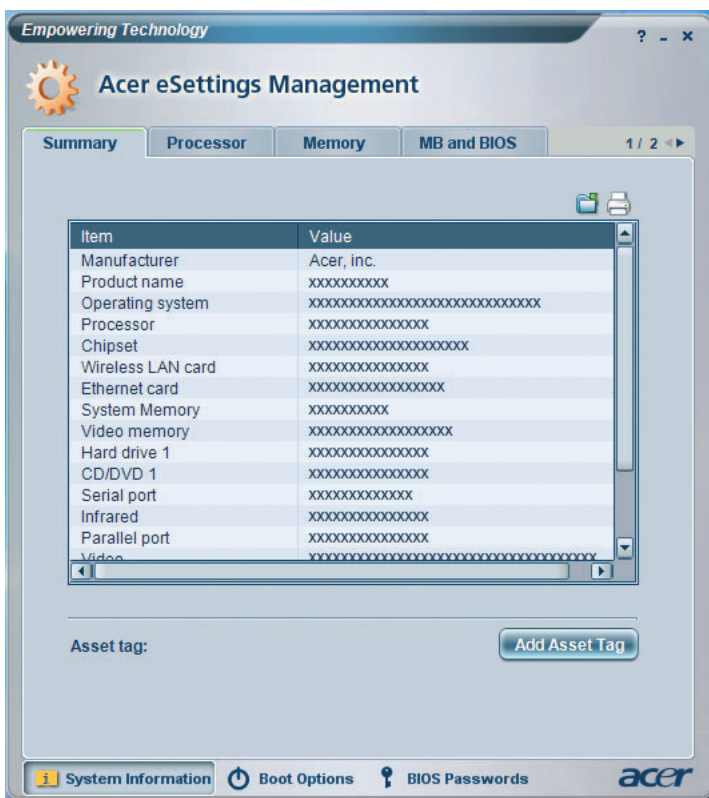 Empowering Technology
? - x
Acer eSettings Management
Summary Processor Memory MB and BIOS 1 / 2
Item Value
Manufacturer Acer, inc.
Product name xxxxxxxxxx
Operating system xxxxxxxxxxxxxxxxxxxxxxxxxxxxx
Processor xxxxxxxxxxxxxxx
Chipset xxxxxxxxxxxxxxxxxxxx
Wireless LAN card xxxxxxxxxxxxxxx
Ethernet card xxxxxxxxxxxxxxxxx
System Memory xxxxxxxxxx
Video memory xxxxxxxxxxxxxxxxxx
Hard drive 1 xxxxxxxxxxxxxxx
CD/DVD 1 xxxxxxxxxxxxxxx
Serial port xxxxxxxxxxxxx
Infrared xxxxxxxxxxxxxxx
Parallel port xxxxxxxxxxxxxxx
Video xxxxxxxxxxxxxxxxxxxxxxxxxxxxxxxxxxxx
Asset tag: Add Asset Tag
i System Information Boot Options BIOS Passwords acer